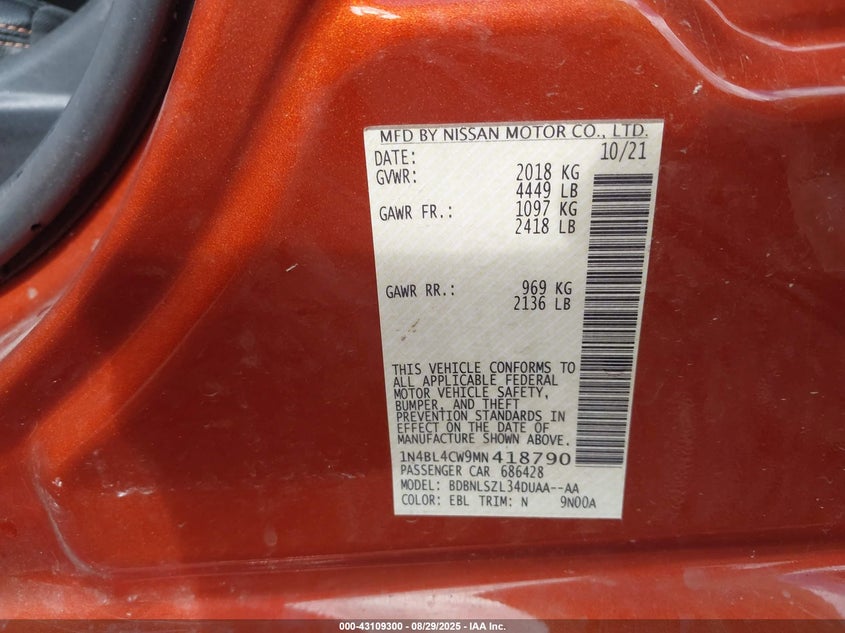 MFD BY NISSAN MOTOR CO., LTD.
DATE: 10/21
GVWR: 2018 KG
4449 LB
GAWR FR.: 1097 KG
2418 LB
GAWR RR.: 969 KG
2136 LB
THIS VEHICLE CONFORMS TO
ALL APPLICABLE FEDERAL
MOTOR VEHICLE SAFETY,
BUMPER, AND THEFT
PREVENTION STANDARDS IN
EFFECT ON THE DATE OF
MANUFACTURE SHOWN ABOVE.
1N4BL4CW9MN418790
PASSENGER CAR 686428
MODEL: BDBNLSZL34DUAA--AA
COLOR: EBL TRIM: N 9N00A
000-43109300 - 08/29/2025 - IAA Inc.